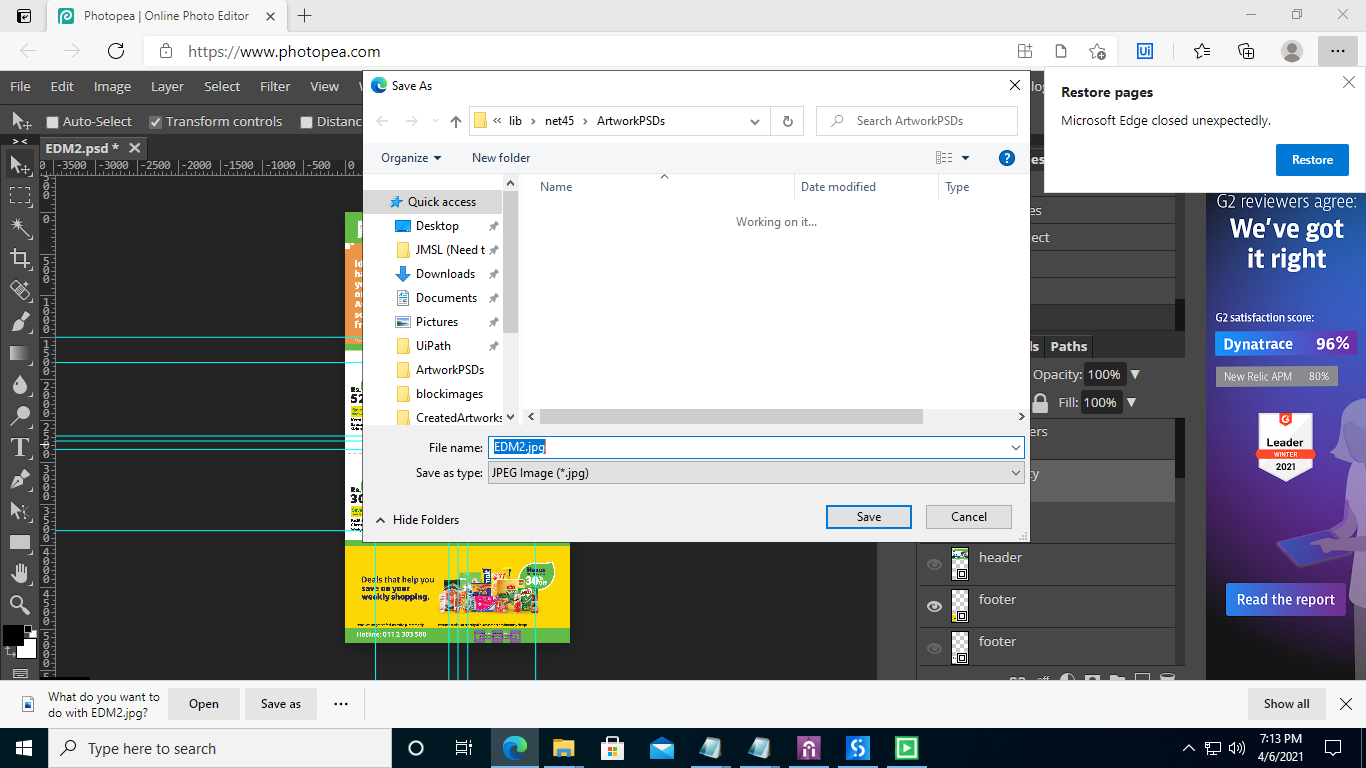 Photopea | Online Photo Editor
https://www.photopea.com
File Edit Image Layer Select Filter View
Auto-Select Transform controls Distanc
EDM2.psd *
-3500 -3000 -2500 -2000 -1500 -1000 -500 0
Save As
lib net45 ArtworkPSDs
Search ArtworkPSDs
Organize New folder
Name Date modified Type
Working on it...
Quick access
Desktop
JMSL (Need t
Downloads
Documents
Pictures
UiPath
ArtworkPSDs
blockimages
CreatedArtworks
File name: EDM2.jpg
Save as type: JPEG Image (*.jpg)
Hide Folders
Save Cancel
Restore pages
Microsoft Edge closed unexpectedly.
Restore
Paths
Opacity: 100%
Fill: 100%
header
footer
footer
Deals that help you
save on your
weekly shopping.
30%
Hotline: 011 2 303 500
G2 reviewers agree:
We've got
it right
G2 satisfaction score:
Dynatrace 96%
New Relic APM 80%
Leader
WINTER
2021
Read the report
What do you want to
do with EDM2.jpg?
Open Save as
Show all
Type here to search
7:13 PM
4/6/2021